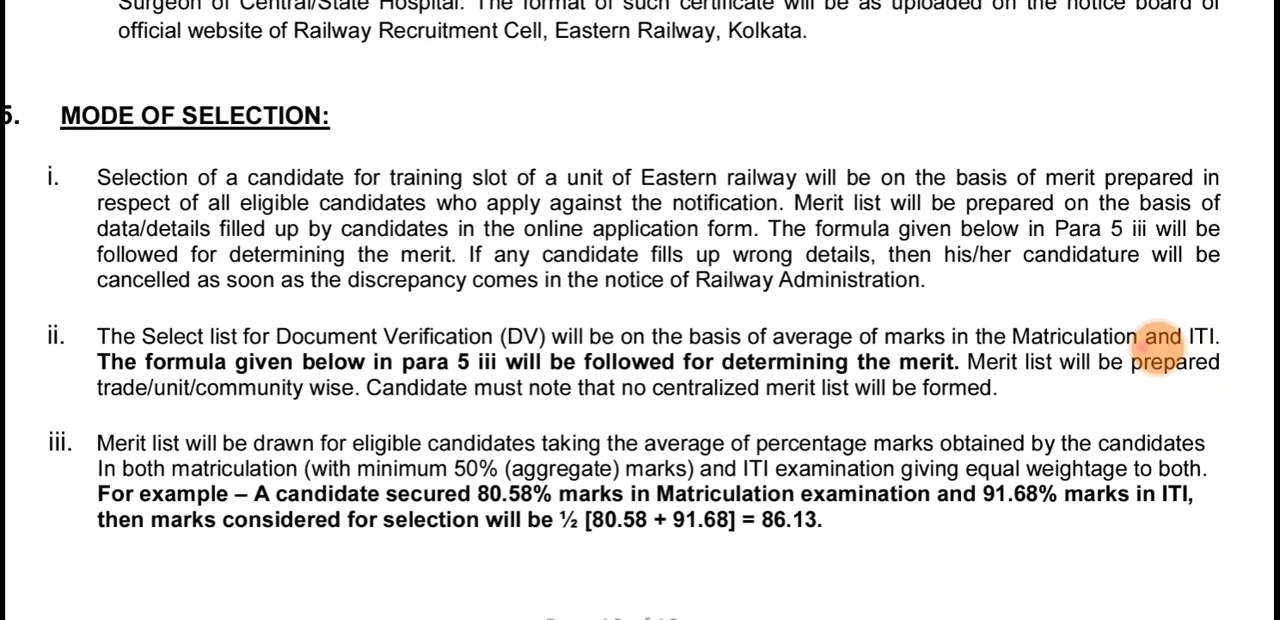 Surgeon of Central/State Hospital. The format of such certificate will be as uploaded on the notice board of
official website of Railway Recruitment Cell, Eastern Railway, Kolkata.
5. MODE OF SELECTION:
i. Selection of a candidate for training slot of a unit of Eastern railway will be on the basis of merit prepared in
respect of all eligible candidates who apply against the notification. Merit list will be prepared on the basis of
data/details filled up by candidates in the online application form. The formula given below in Para 5 iii will be
followed for determining the merit. If any candidate fills up wrong details, then his/her candidature will be
cancelled as soon as the discrepancy comes in the notice of Railway Administration.
ii. The Select list for Document Verification (DV) will be on the basis of average of marks in the Matriculation and ITI.
The formula given below in para 5 iii will be followed for determining the merit. Merit list will be prepared
trade/unit/community wise. Candidate must note that no centralized merit list will be formed.
iii. Merit list will be drawn for eligible candidates taking the average of percentage marks obtained by the candidates
In both matriculation (with minimum 50% (aggregate) marks) and ITI examination giving equal weightage to both.
For example – A candidate secured 80.58% marks in Matriculation examination and 91.68% marks in ITI,
then marks considered for selection will be ½ [80.58 + 91.68] = 86.13.